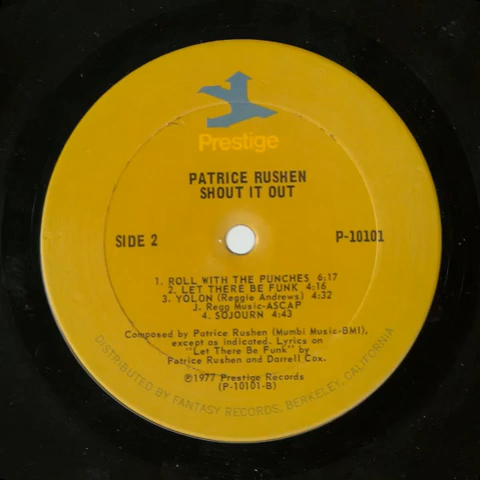 Prestige
PATRICE RUSHEN
SHOUT IT OUT
SIDE 2
P-10101
1. ROLL WITH THE PUNCHES 6:17
2. LET THERE BE FUNK 4:16
3. YOLON (Reggie Andrews) 4:32
J. Regg Music-ASCAP
4. SOJOURN 4:43
Composed by Patrice Rushen (Mumbi Music-BMI),
except as indicated. Lyrics on
"Let There Be Funk" by
Patrice Rushen and Darrell Cox.
℗1977 Prestige Records
(P-10101-B)
DISTRIBUTED BY FANTASY RECORDS, BERKELEY, CALIFORNIA